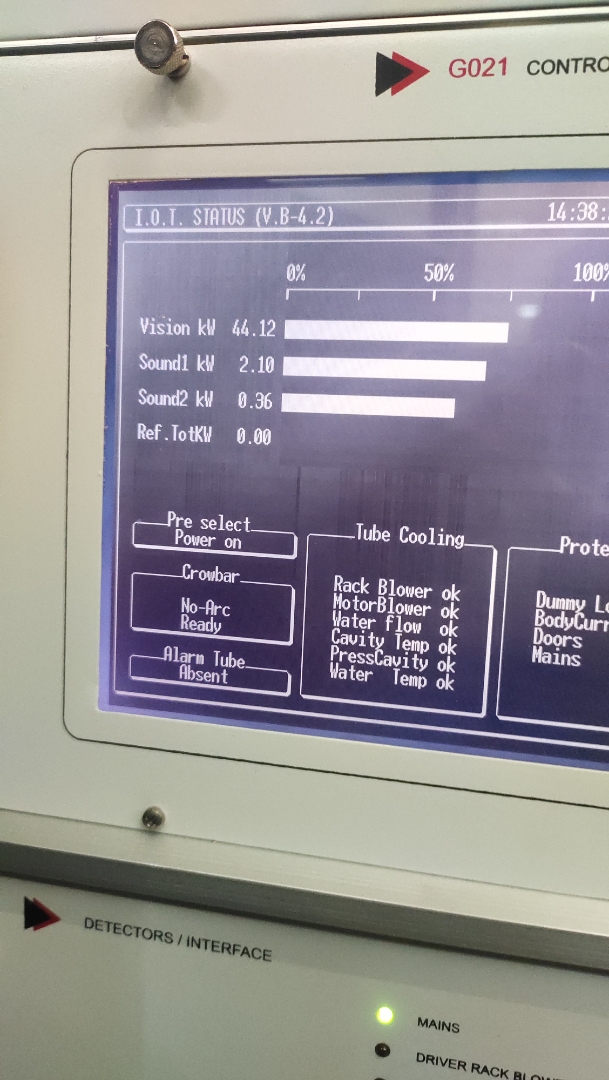 G021 CONTRO
I.O.T. STATUS (V.B-4.2) 14:38:
0% 50% 100%
Vision kW 44.12
Sound1 kW 2.10
Sound2 kW 0.36
Ref.TotKW 0.00
Pre select
Power on
Crowbar
No-Arc
Ready
Alarm Tube
Absent
Tube Cooling
Rack Blower ok
MotorBlower ok
Water flow ok
Cavity Temp ok
PressCavity ok
Water Temp ok
Prote
Dummy Lo
BodyCurr
Doors
Mains
DETECTORS / INTERFACE
MAINS
DRIVER RACK BLOW